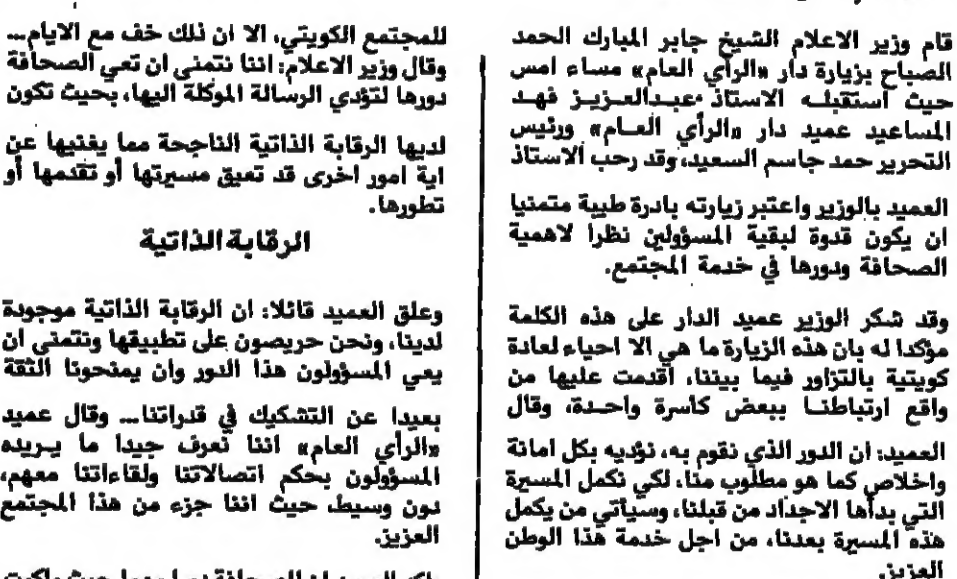 قام وزير الاعلام الشيخ جابر المبارك الحمد
الصباح بزيارة دار «الرأي العام» مساء امس
حيث استقبله الاستاذ عبدالعزيز فهد
المساعيد عميد دار «الرأي العام» ورئيس
التحرير حمد جاسم السعيد، وقد رحب الاستاذ
العميد بالوزير واعتبر زيارته بادرة طيبة متمنيا
ان يكون قدوة لبقية المسؤولين نظرا لاهمية
الصحافة ودورها في خدمة المجتمع.
وقد شكر الوزير عميد الدار على هذه الكلمة
مؤكدا له بان هذه الزيارة ما هي الا احياء لعادة
كويتية بالتزاور فيما بيننا، اقدمت عليها من
واقع ارتباطنا ببعض كأسرة واحدة، وقال
العميد: ان الدور الذي نقوم به، نؤديه بكل امانة
واخلاص كما هو مطلوب منا، لكي نكمل المسيرة
التي بدأها الاجداد من قبلنا، وسيأتي من يكمل
هذه المسيرة بعدنا، من اجل خدمة هذا الوطن
العزيز.
للمجتمع الكويتي، الا ان ذلك خف مع الايام...
وقال وزير الاعلام: اننا نتمنى ان تعي الصحافة
دورها لتؤدي الرسالة الموكلة اليها، بحيث تكون
لديها الرقابة الذاتية الناجحة مما يغنيها عن
اية امور اخرى قد تعيق مسيرتها أو تقدمها أو
تطورها.
الرقابة الذاتية
وعلق العميد قائلا: ان الرقابة الذاتية موجودة
لدينا، ونحن حريصون على تطبيقها ونتمنى ان
يعي المسؤولون هذا الدور وان يمنحونا الثقة
بعيدا عن التشكيك في قدراتنا... وقال عميد
«الرأي العام» اننا نعرف جيدا ما يريده
المسؤولون بحكم اتصالاتنا ولقاءاتنا معهم،
دون وسيط، حيث اننا جزء من هذا المجتمع
العزيز.